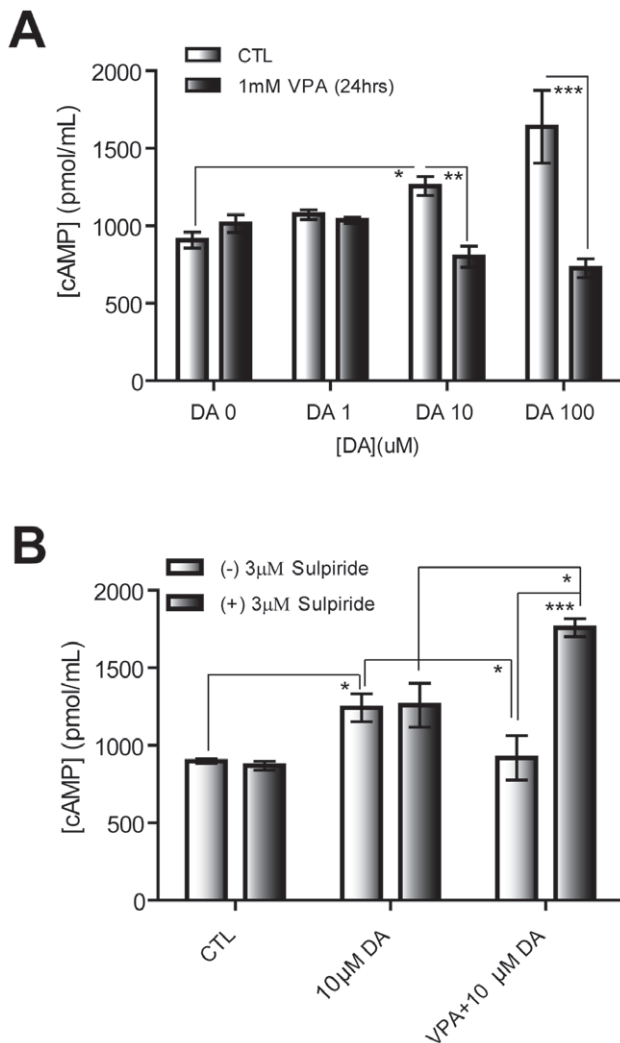 A
CTL
1mM VPA (24hrs)
[cAMP] (pmol/mL)
2000
1500
1000
500
0
***
*
**
DA 0
DA 1
DA 10
DA 100
[DA](uM)
B
(-) 3μM Sulpiride
(+) 3μM Sulpiride
[cAMP] (pmol/mL)
2000
1500
1000
500
0
*
***
*
*
CTL
10μM DA
VPA+10 μM DA